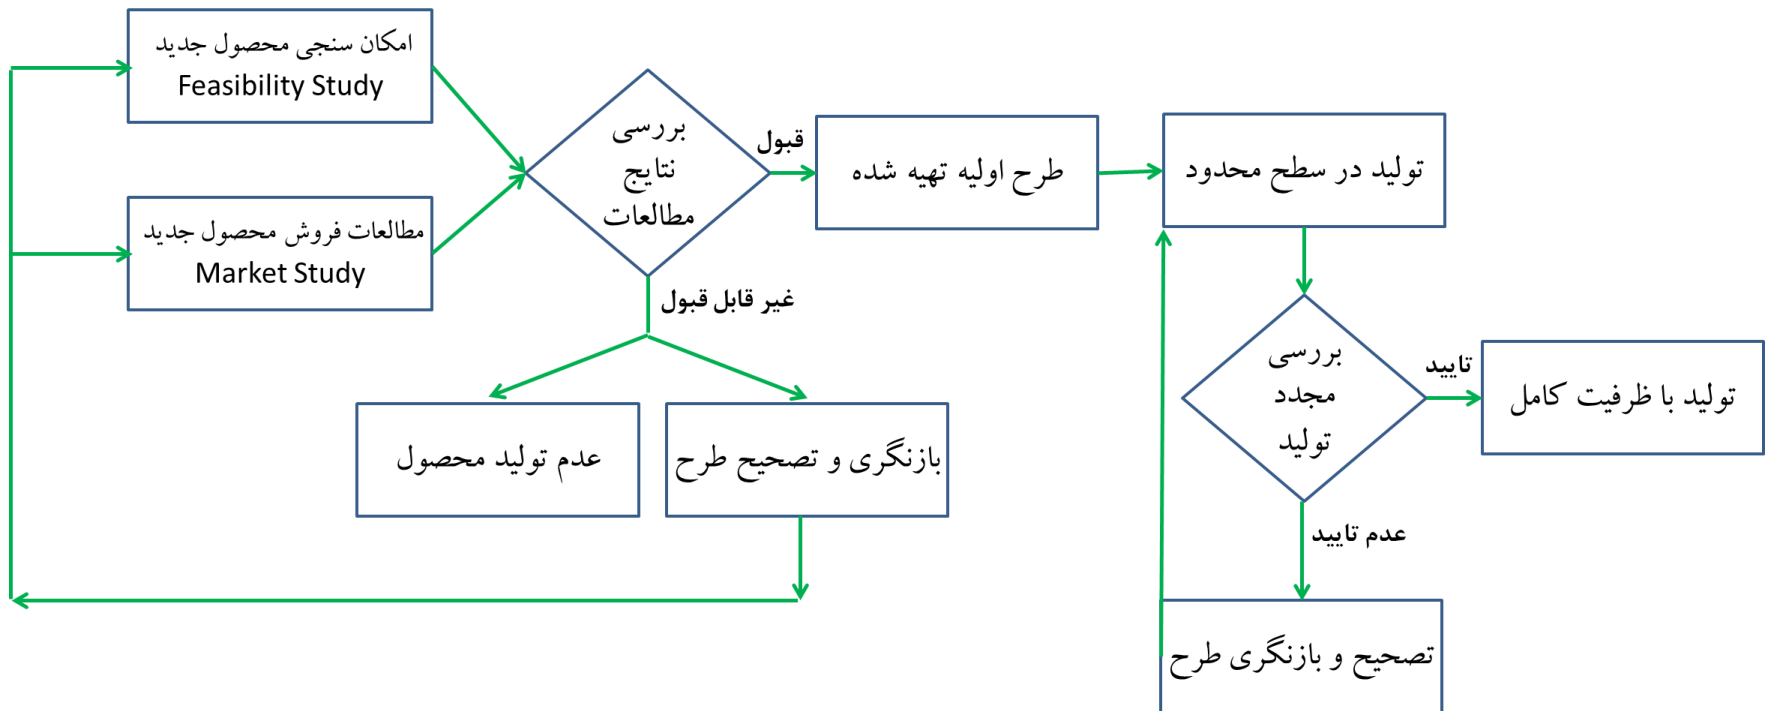 امکان سنجی محصول جدید
Feasibility Study
مطالعات فروش محصول جدید
Market Study
بررسی
نتایج
مطالعات
قبول
غیر قابل قبول
طرح اولیه تهیه شده
تولید در سطح محدود
عدم تولید محصول
بازنگری و تصحیح طرح
بررسی
مجدد
تولید
تایید
تولید با ظرفیت کامل
عدم تایید
تصحیح و بازنگری طرح